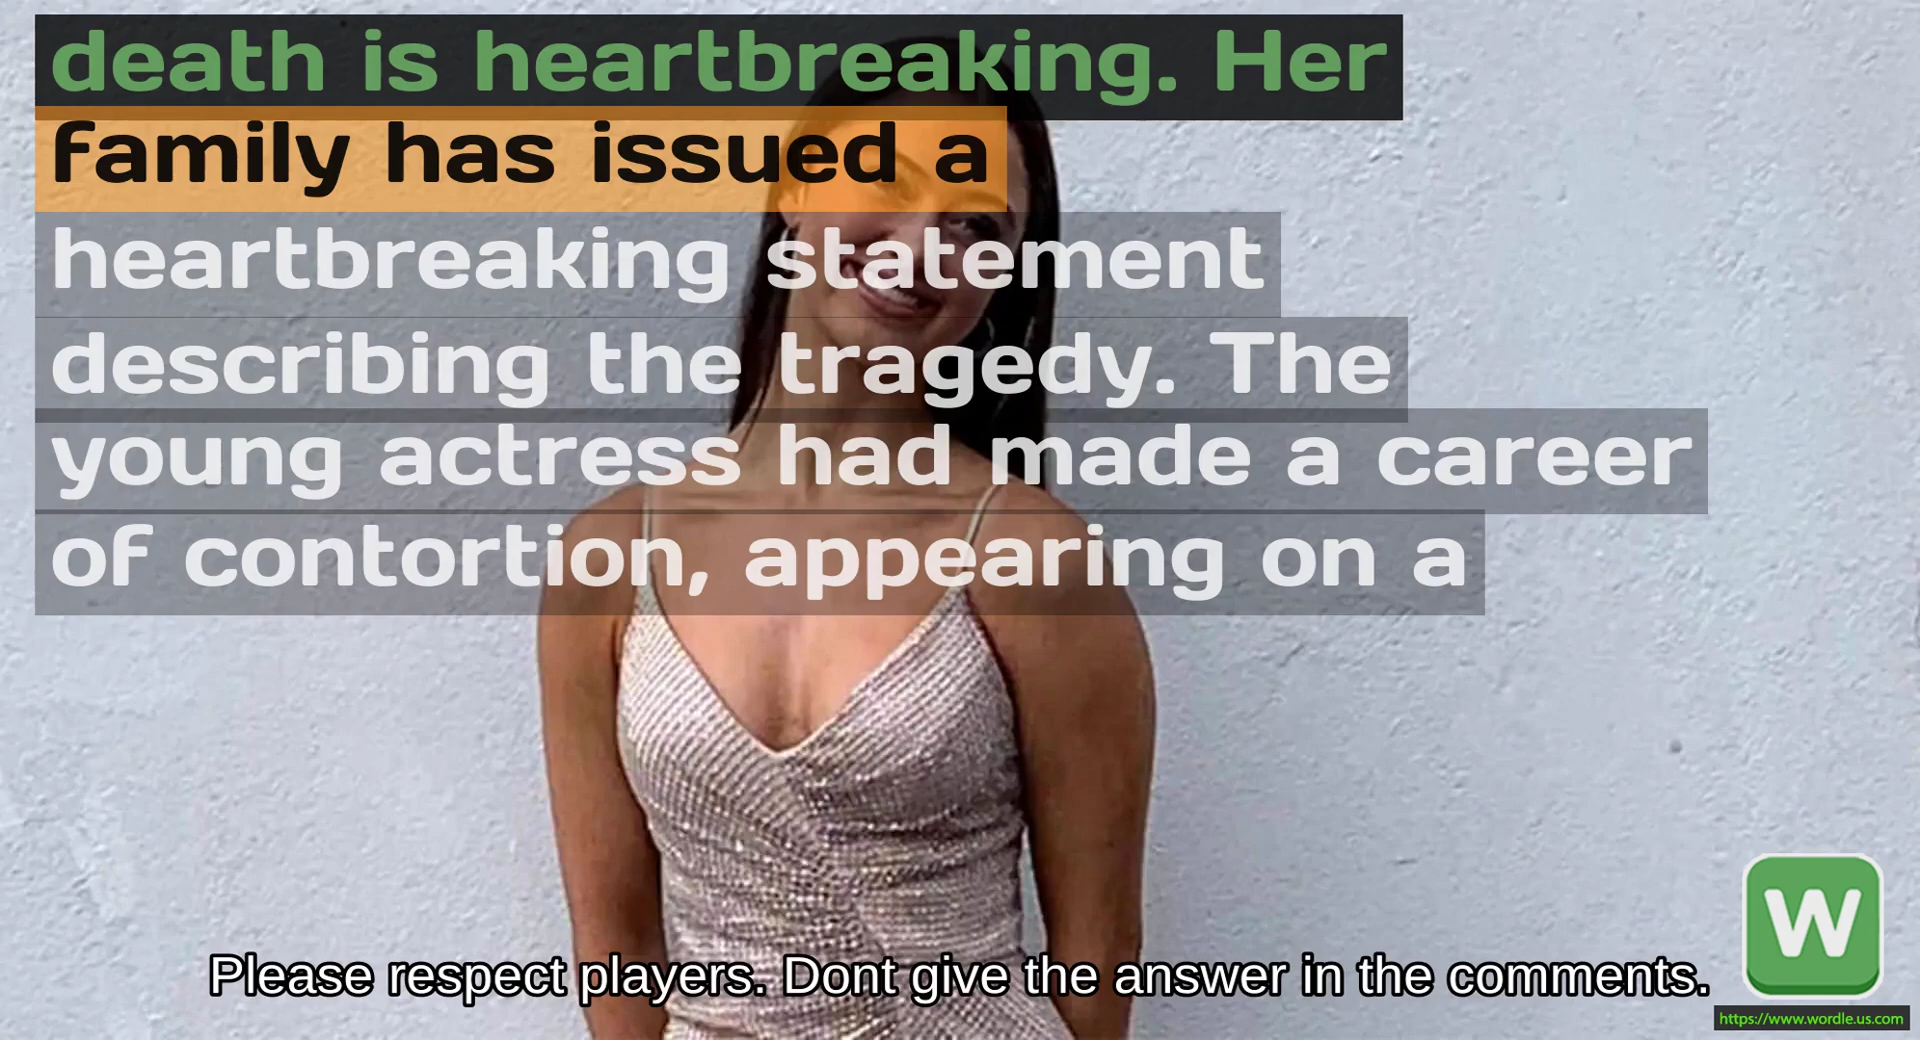 death is heartbreaking. Her
family has issued a
heartbreaking statement
describing the tragedy. The
young actress had made a career
of contortion, appearing on a
W
Please respect players. Dont give the answer in the comments.
https://www.wordle.us.com